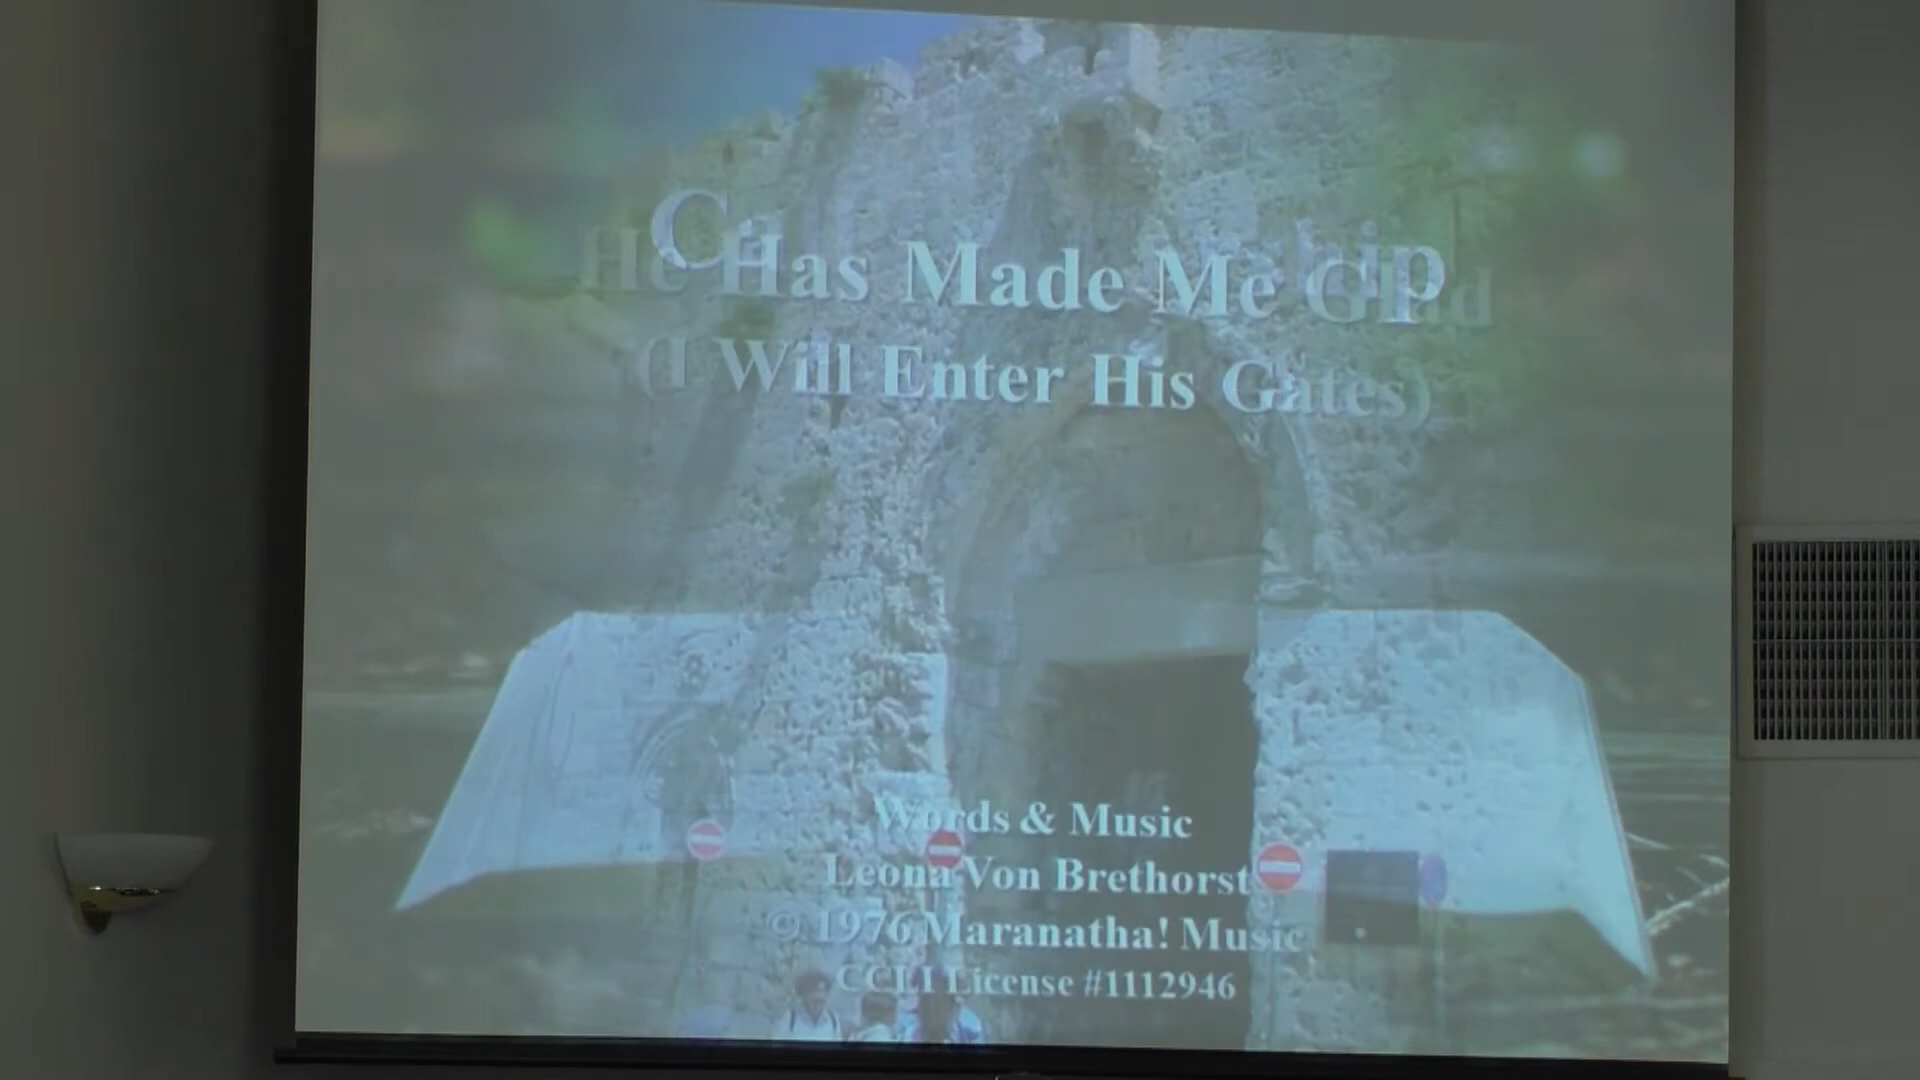 He Has Made Me Glad
(I Will Enter His Gates)
Words & Music
Leona Von Brethorst
© 1976 Maranatha! Music
CCLI License #1112946